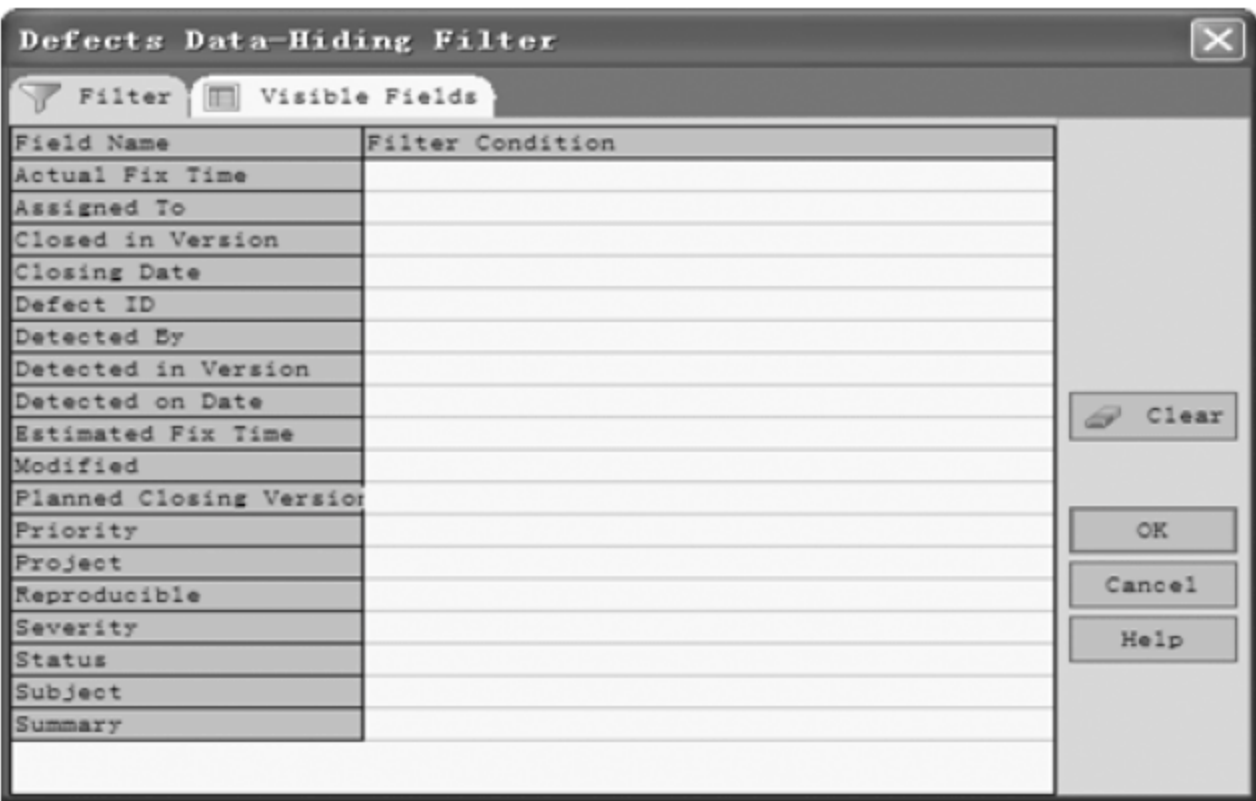 Defects Data-Hiding Filter
Filter
Visible Fields
Field Name
Filter Condition
Actual Fix Time
Assigned To
Closed in Version
Closing Date
Defect ID
Detected By
Detected in Version
Detected on Date
Estimated Fix Time
Modified
Planned Closing Version
Priority
Project
Reproducible
Severity
Status
Subject
Summary
Clear
OK
Cancel
Help